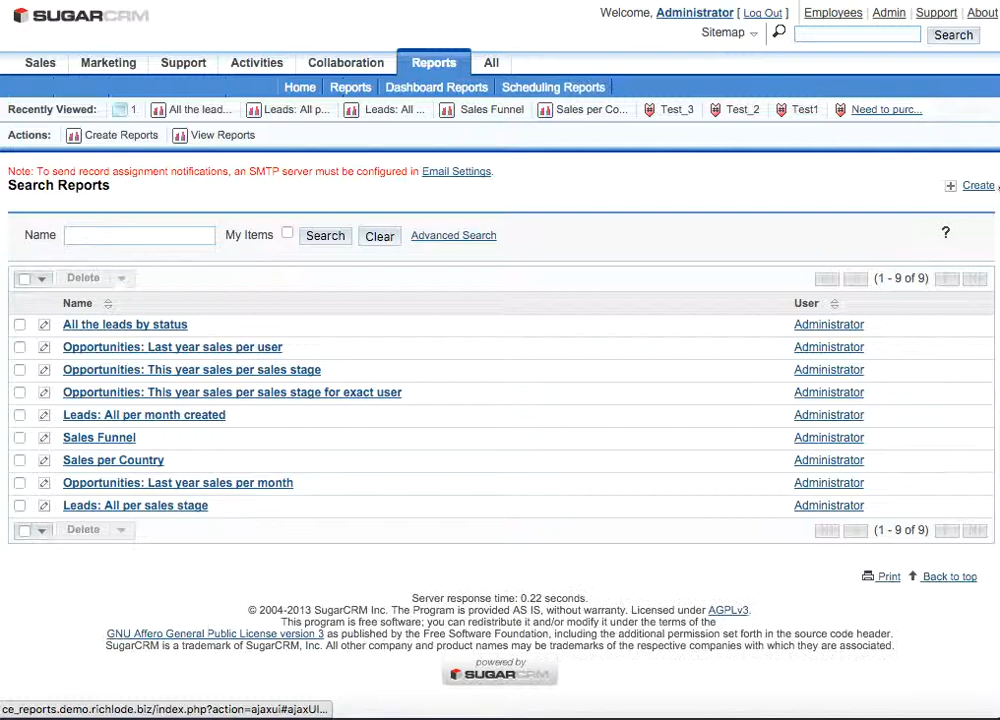 SUGARCRM
Welcome, Administrator [ Log Out ] Employees | Admin | Support | About
Sitemap Search
Sales Marketing Support Activities Collaboration Reports All
Home Reports Dashboard Reports Scheduling Reports
Recently Viewed: 1 All the lead... Leads: All p... Leads: All ... Sales Funnel Sales per Co... Test_3 Test_2 Test1 Need to purc...
Actions: Create Reports View Reports
Note: To send record assignment notifications, an SMTP server must be configured in Email Settings.
Search Reports
Create
Name My Items Search Clear Advanced Search ?
Delete (1 - 9 of 9)
Name User
All the leads by status Administrator
Opportunities: Last year sales per user Administrator
Opportunities: This year sales per sales stage Administrator
Opportunities: This year sales per sales stage for exact user Administrator
Leads: All per month created Administrator
Sales Funnel Administrator
Sales per Country Administrator
Opportunities: Last year sales per month Administrator
Leads: All per sales stage Administrator
Delete (1 - 9 of 9)
Print Back to top
Server response time: 0.22 seconds.
© 2004-2013 SugarCRM Inc. The Program is provided AS IS, without warranty. Licensed under AGPLv3.
This program is free software; you can redistribute it and/or modify it under the terms of the
GNU Affero General Public License version 3 as published by the Free Software Foundation, including the additional permission set forth in the source code header.
SugarCRM is a trademark of SugarCRM, Inc. All other company and product names may be trademarks of the respective companies with which they are associated.
powered by
SUGARCRM
ce_reports.demo.richlode.biz/index.php?action=ajaxui#ajaxUI...